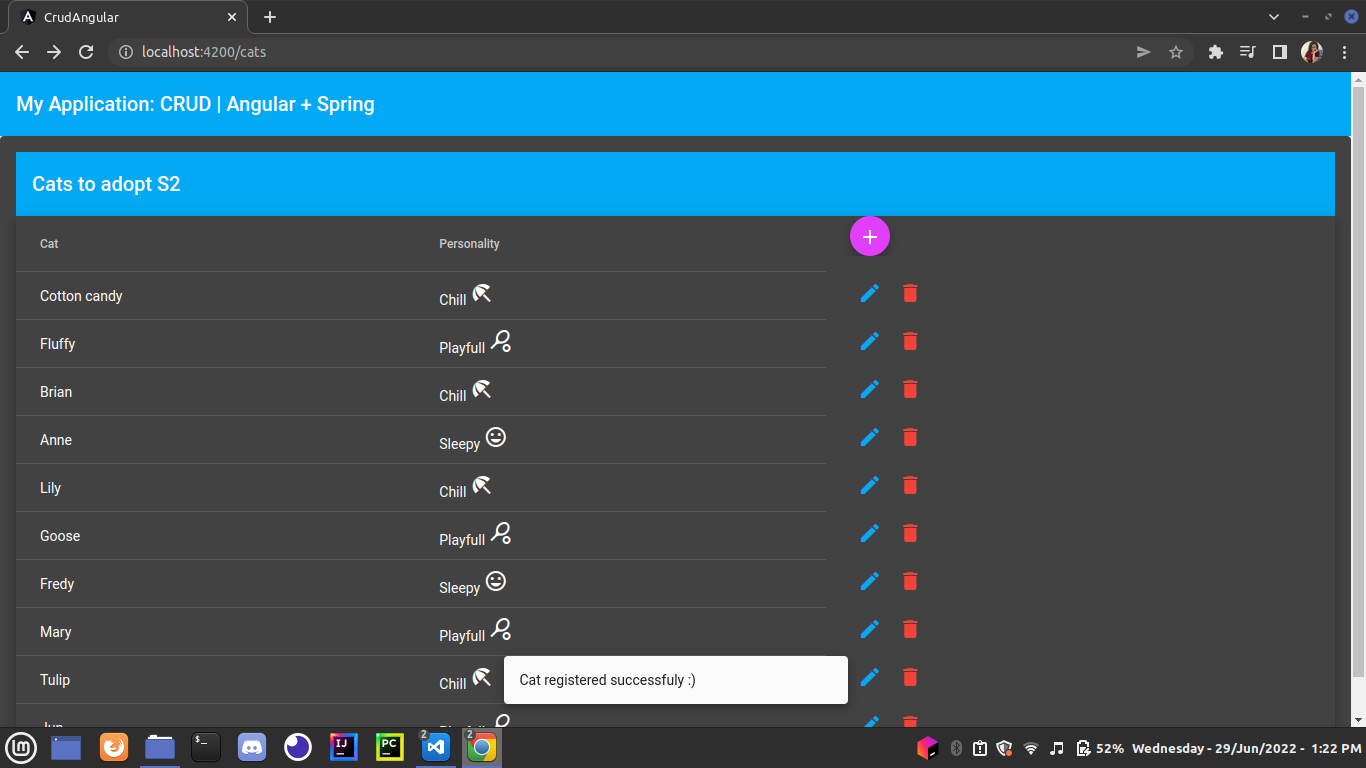 CrudAngular
localhost:4200/cats
My Application: CRUD | Angular + Spring
Cats to adopt S2
Cat Personality
Cotton candy Chill
Fluffy Playfull
Brian Chill
Anne Sleepy
Lily Chill
Goose Playfull
Fredy Sleepy
Mary Playfull
Tulip Chill
Cat registered successfuly :)
lm >_ IJ PC 2 2 52% Wednesday - 29/Jun/2022 - 1:22 PM